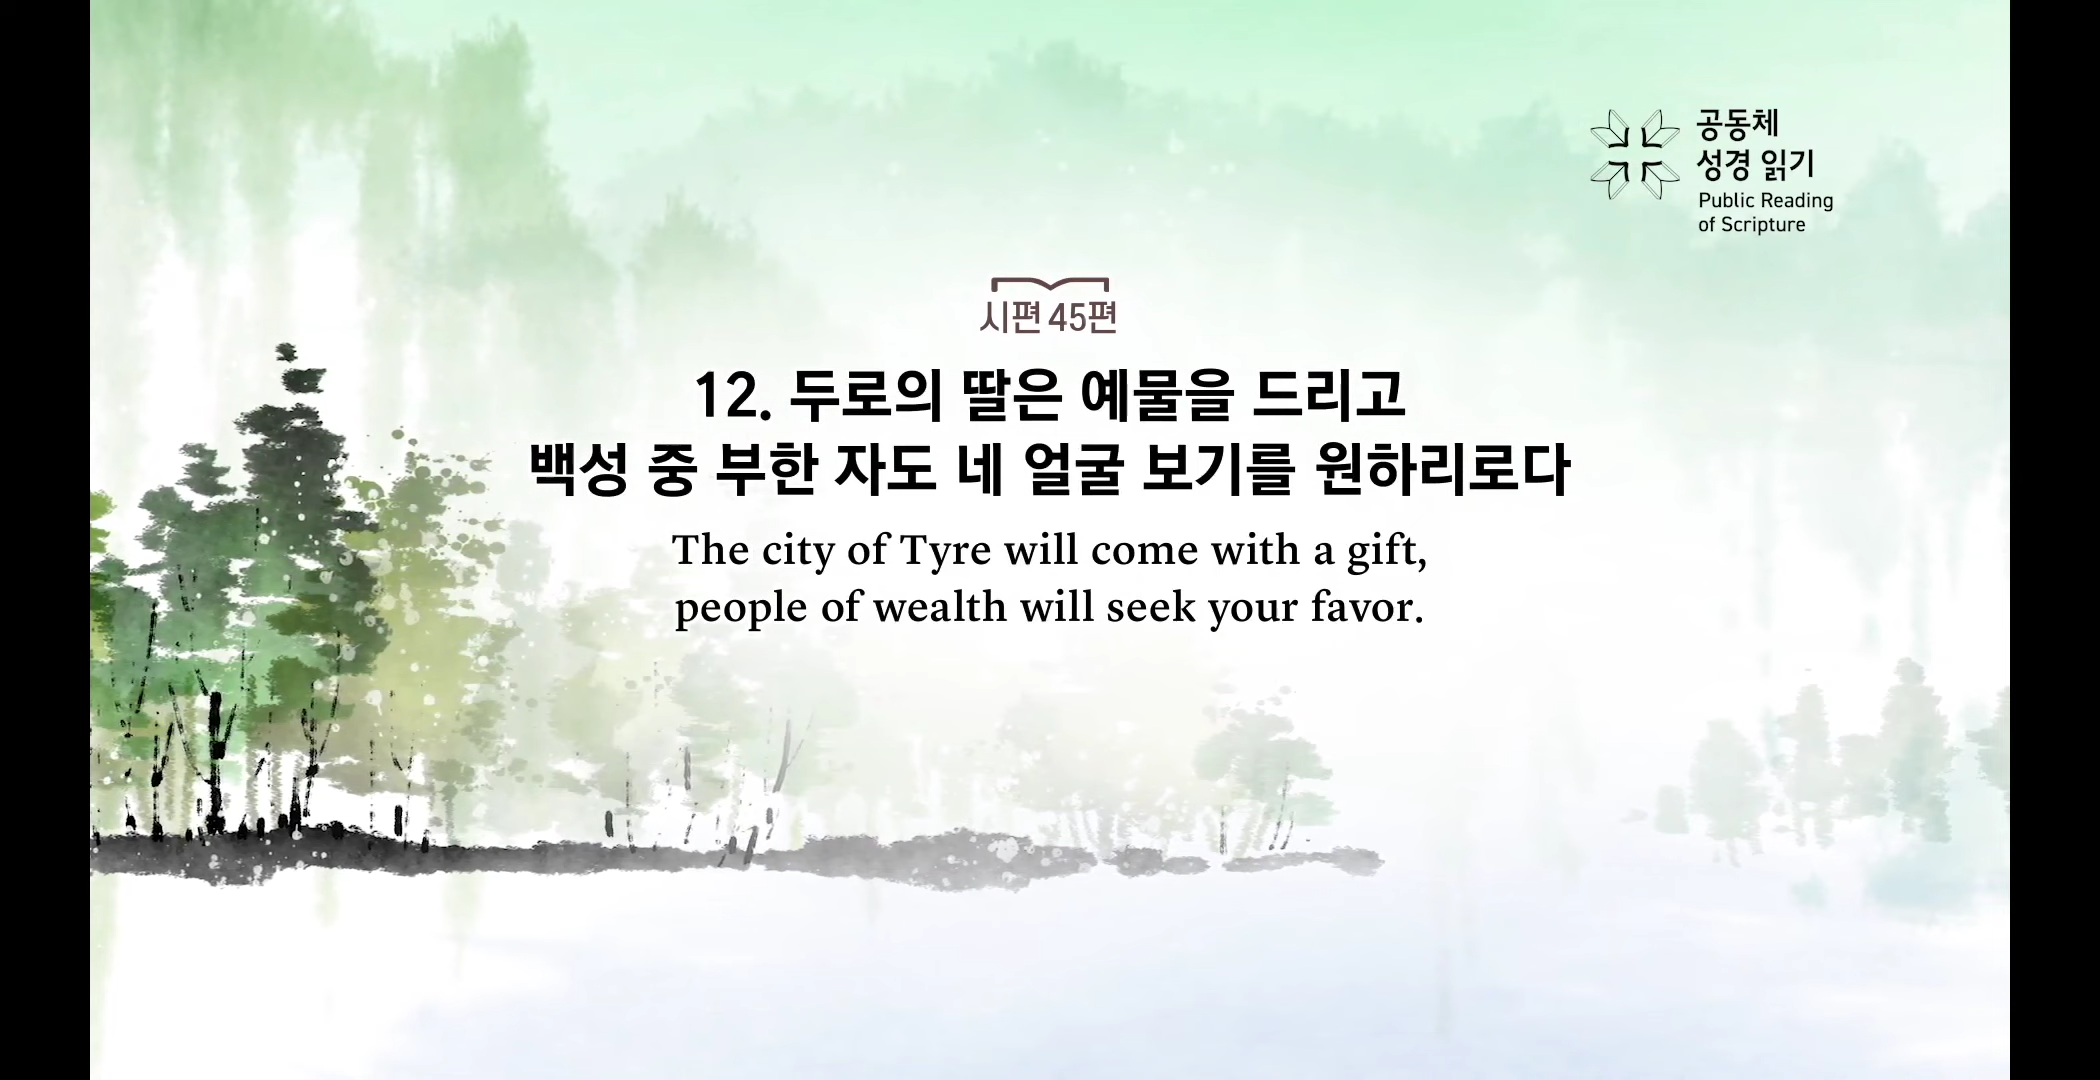 공동체
성경 읽기
Public Reading
of Scripture
시편 45편
12. 두로의 딸은 예물을 드리고
백성 중 부한 자도 네 얼굴 보기를 원하리로다
The city of Tyre will come with a gift,
people of wealth will seek your favor.